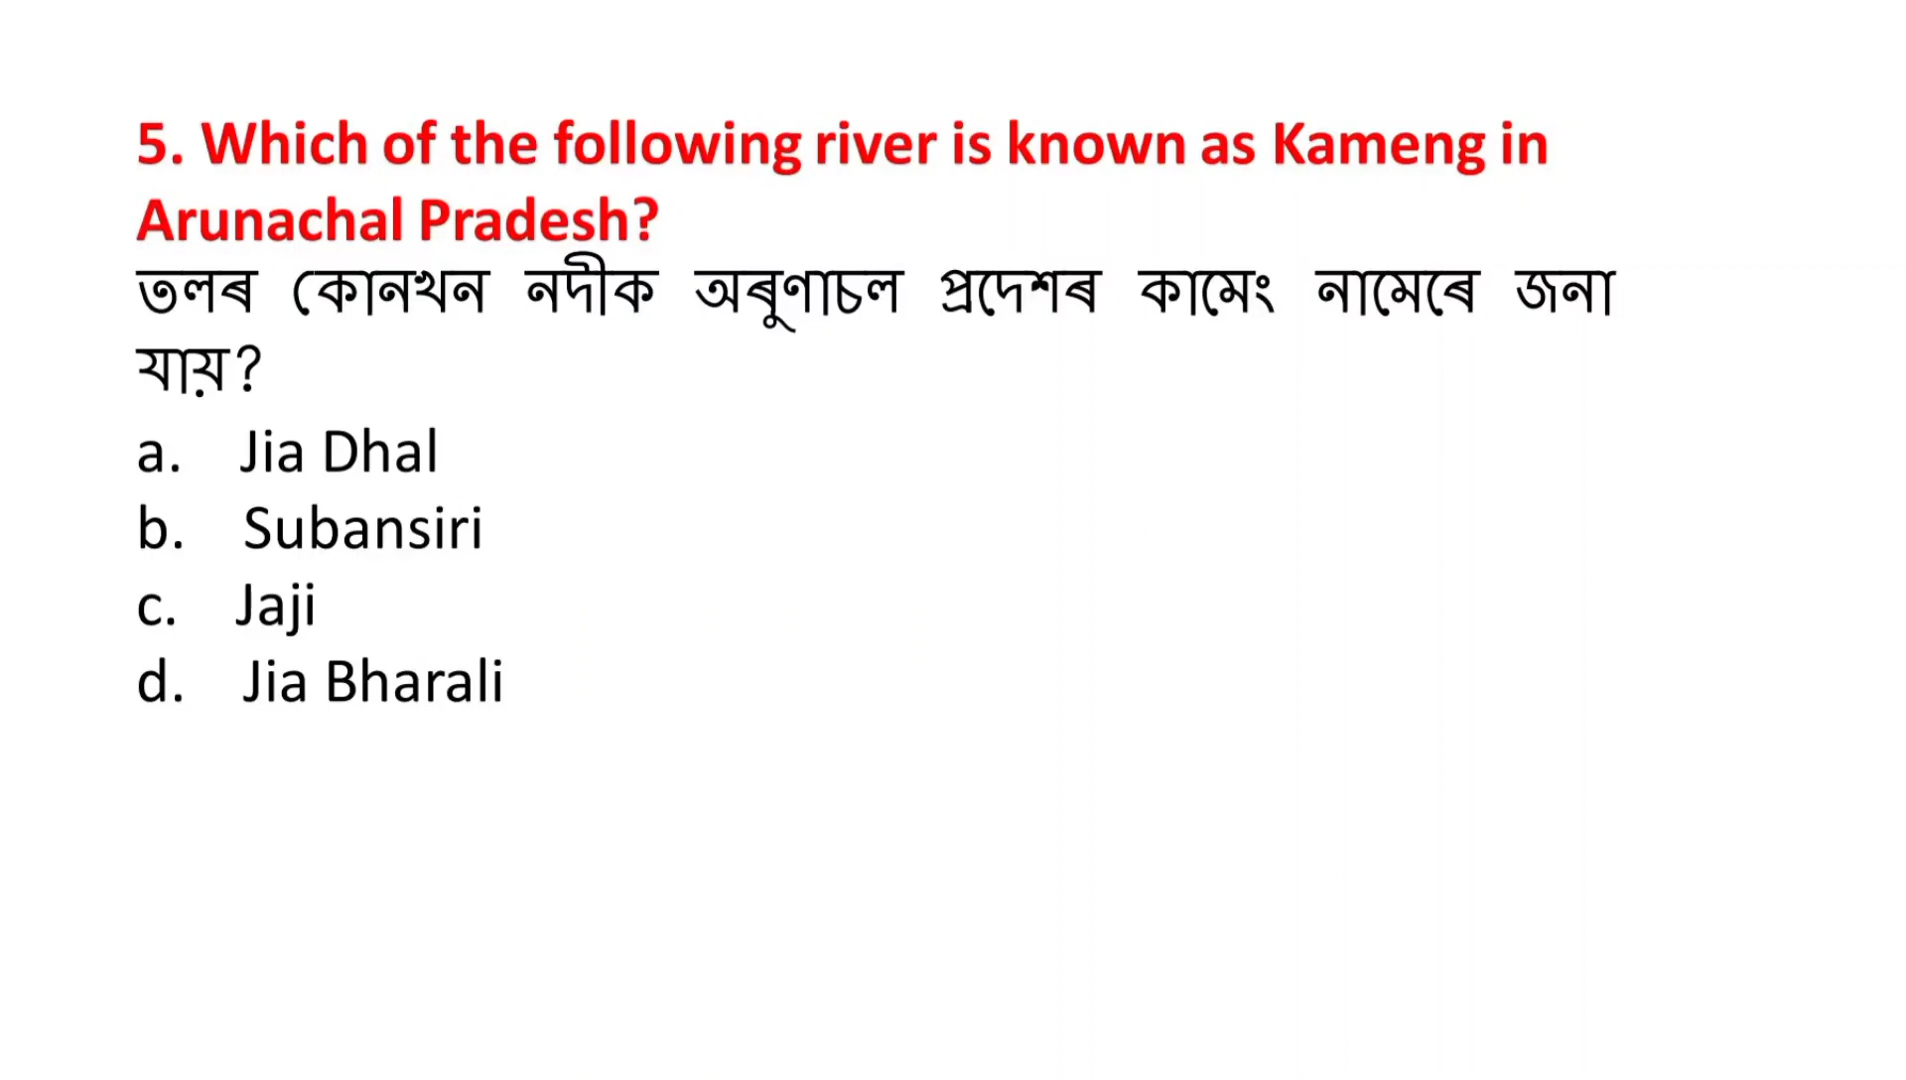 5. Which of the following river is known as Kameng in
Arunachal Pradesh?
তলৰ কোনখন নদীক অৰুণাচল প্ৰদেশৰ কামেং নামেৰে জনা
যায়?
a. Jia Dhal
b. Subansiri
c. Jaji
d. Jia Bharali